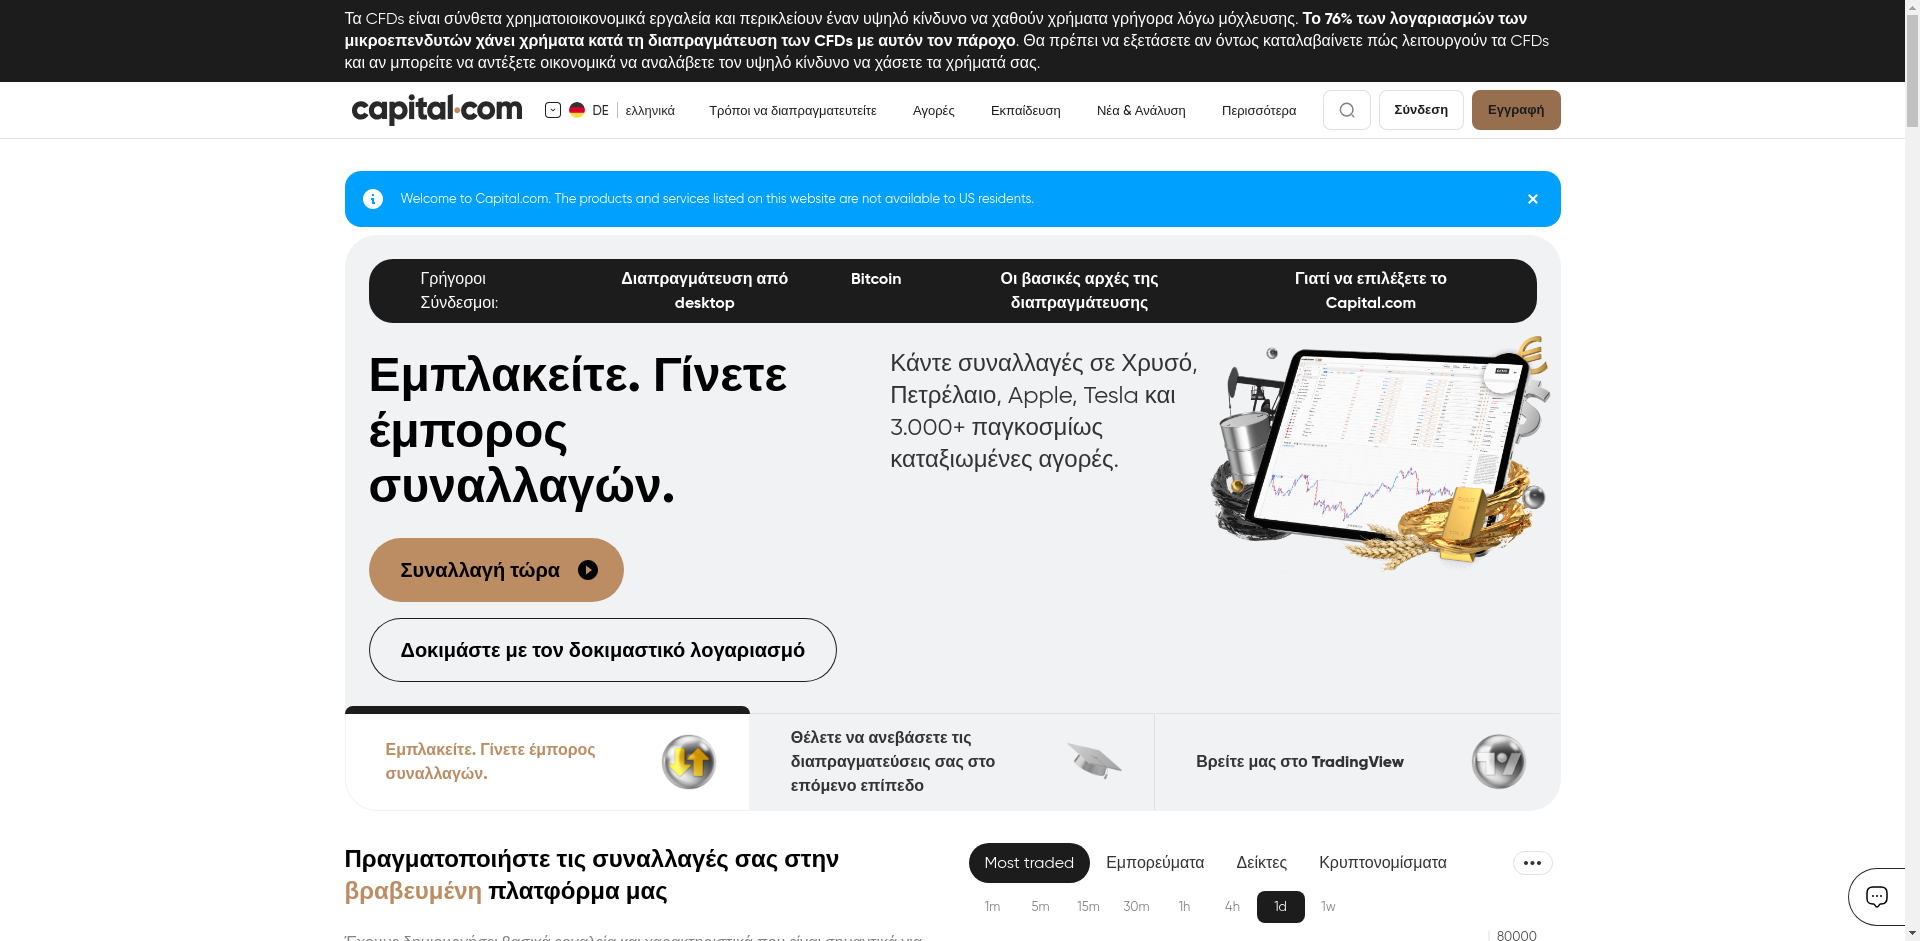 Τα CFDs είναι σύνθετα χρηματοιοικονομικά εργαλεία και περικλείουν έναν υψηλό κίνδυνο να χαθούν χρήματα γρήγορα λόγω μόχλευσης. Το 76% των λογαριασμών των
μικροεπενδυτών χάνει χρήματα κατά τη διαπραγμάτευση των CFDs με αυτόν τον πάροχο. Θα πρέπει να εξετάσετε αν όντως καταλαβαίνετε πώς λειτουργούν τα CFDs
και αν μπορείτε να αντέξετε οικονομικά να αναλάβετε τον υψηλό κίνδυνο να χάσετε τα χρήματά σας.
capital.com DE ελληνικά Τρόποι να διαπραγματευτείτε Αγορές Εκπαίδευση Νέα & Ανάλυση Περισσότερα Σύνδεση Εγγραφή
Welcome to Capital.com. The products and services listed on this website are not available to US residents.
Γρήγοροι
Σύνδεσμοι:
Διαπραγμάτευση από
desktop
Bitcoin
Οι βασικές αρχές της
διαπραγμάτευσης
Γιατί να επιλέξετε το
Capital.com
Εμπλακείτε. Γίνετε
έμπορος
συναλλαγών.
Κάντε συναλλαγές σε Χρυσό,
Πετρέλαιο, Apple, Tesla και
3.000+ παγκοσμίως
καταξιωμένες αγορές.
Συναλλαγή τώρα
Δοκιμάστε με τον δοκιμαστικό λογαριασμό
Εμπλακείτε. Γίνετε έμπορος
συναλλαγών.
Θέλετε να ανεβάσετε τις
διαπραγματεύσεις σας στο
επόμενο επίπεδο
Βρείτε μας στο TradingView
Πραγματοποιήστε τις συναλλαγές σας στην
βραβευμένη πλατφόρμα μας
Most traded Εμπορεύματα Δείκτες Κρυπτονομίσματα
1m 5m 15m 30m 1h 4h 1d 1w
80000